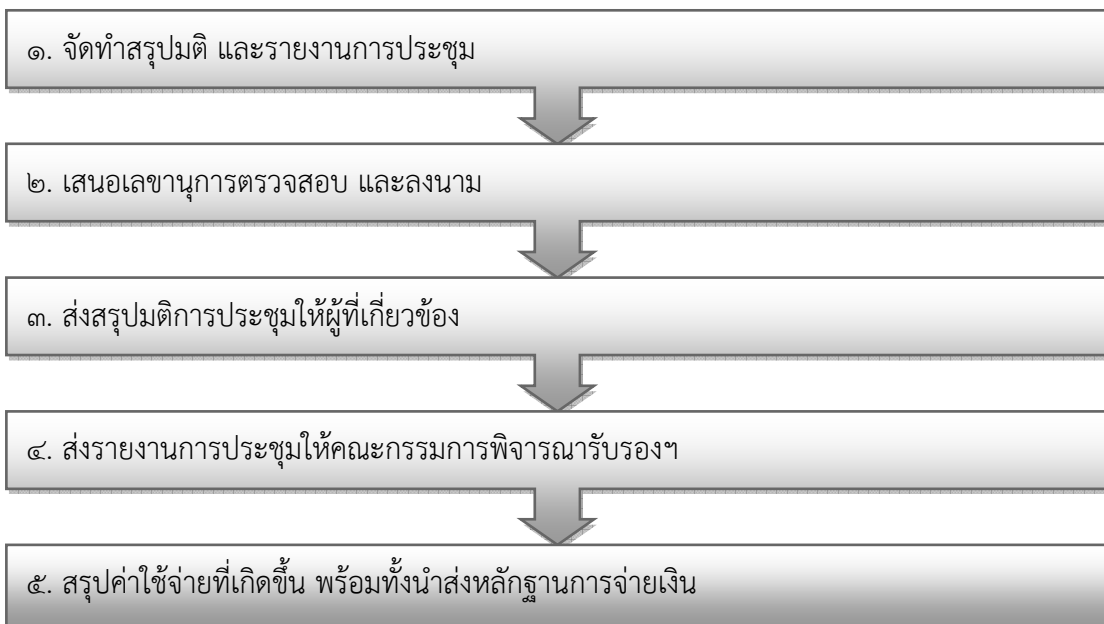 ๑. จัดทำสรุปมติ และรายงานการประชุม
๒. เสนอเลขานุการตรวจสอบ และลงนาม
๓. ส่งสรุปมติการประชุมให้ผู้ที่เกี่ยวข้อง
๔. ส่งรายงานการประชุมให้คณะกรรมการพิจารณารับรองฯ
๕. สรุปค่าใช้จ่ายที่เกิดขึ้น พร้อมทั้งนำส่งหลักฐานการจ่ายเงิน